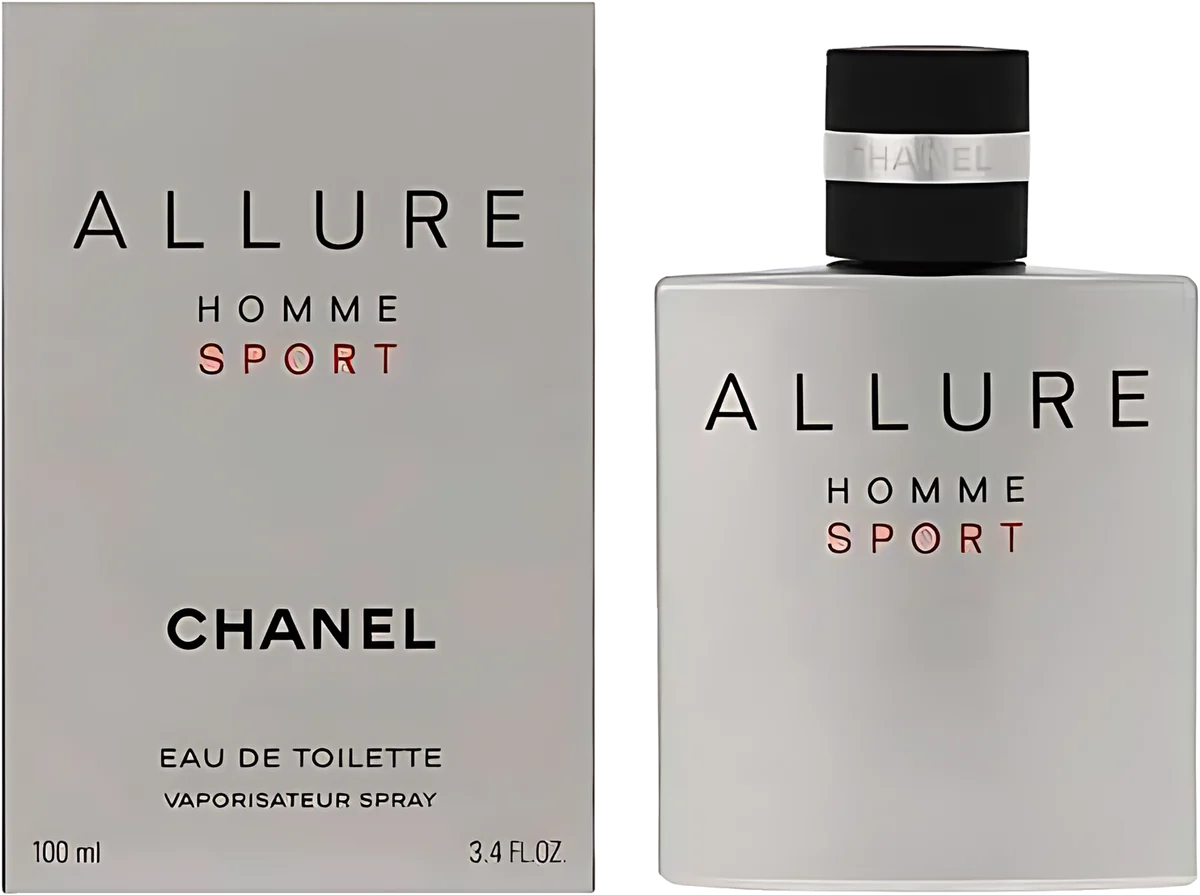 ALLURE
HOMME
SPORT
CHANEL
EAU DE TOILETTE
VAPORISATEUR SPRAY
100 ml 3.4 FL.OZ.
CHANEL
ALLURE
HOMME
SPORT